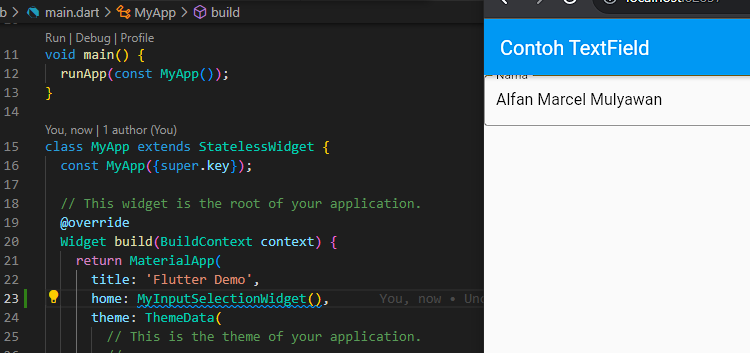 b > main.dart > MyApp > build
Run | Debug | Profile
11 void main() {
12 runApp(const MyApp());
13 }
14
You, now | 1 author (You)
15 class MyApp extends StatelessWidget {
16 const MyApp({super.key});
17
18 // This widget is the root of your application.
19 @override
20 Widget build(BuildContext context) {
21 return MaterialApp(
22 title: 'Flutter Demo',
23 home: MyInputSelectionWidget(), You, now • Unc
24 theme: ThemeData(
25 // This is the theme of your application.
26 //
Contoh TextField
Nama
Alfan Marcel Mulyawan